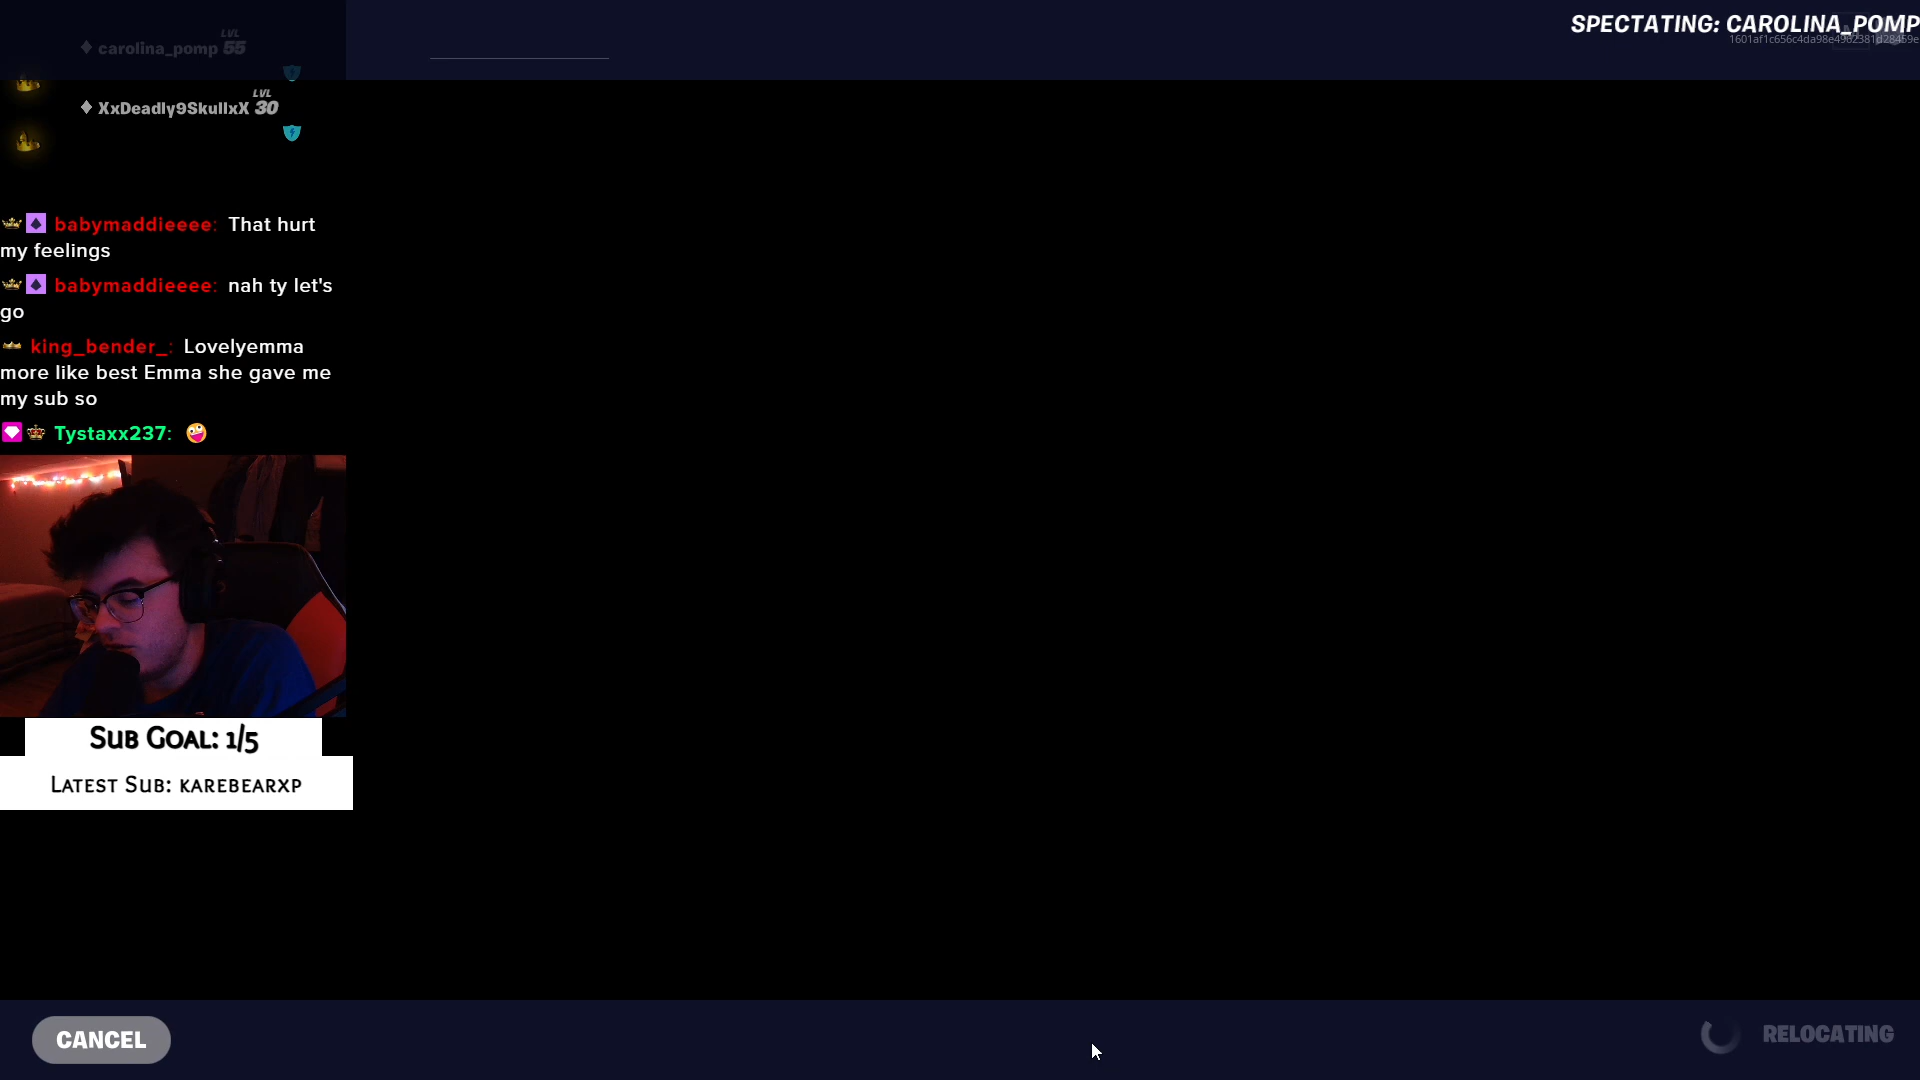 LVL
carolina_pomp 55
SPECTATING: CAROLINA_POMP
LVL
XxDeadly9SkullxX 30
babymaddieeee: That hurt
my feelings
babymaddieeee: nah ty let's
go
king_bender_: Lovelyemma
more like best Emma she gave me
my sub so
Tystaxx237:
Sub Goal: 1/5
Latest Sub: karebearxp
CANCEL
RELOCATING